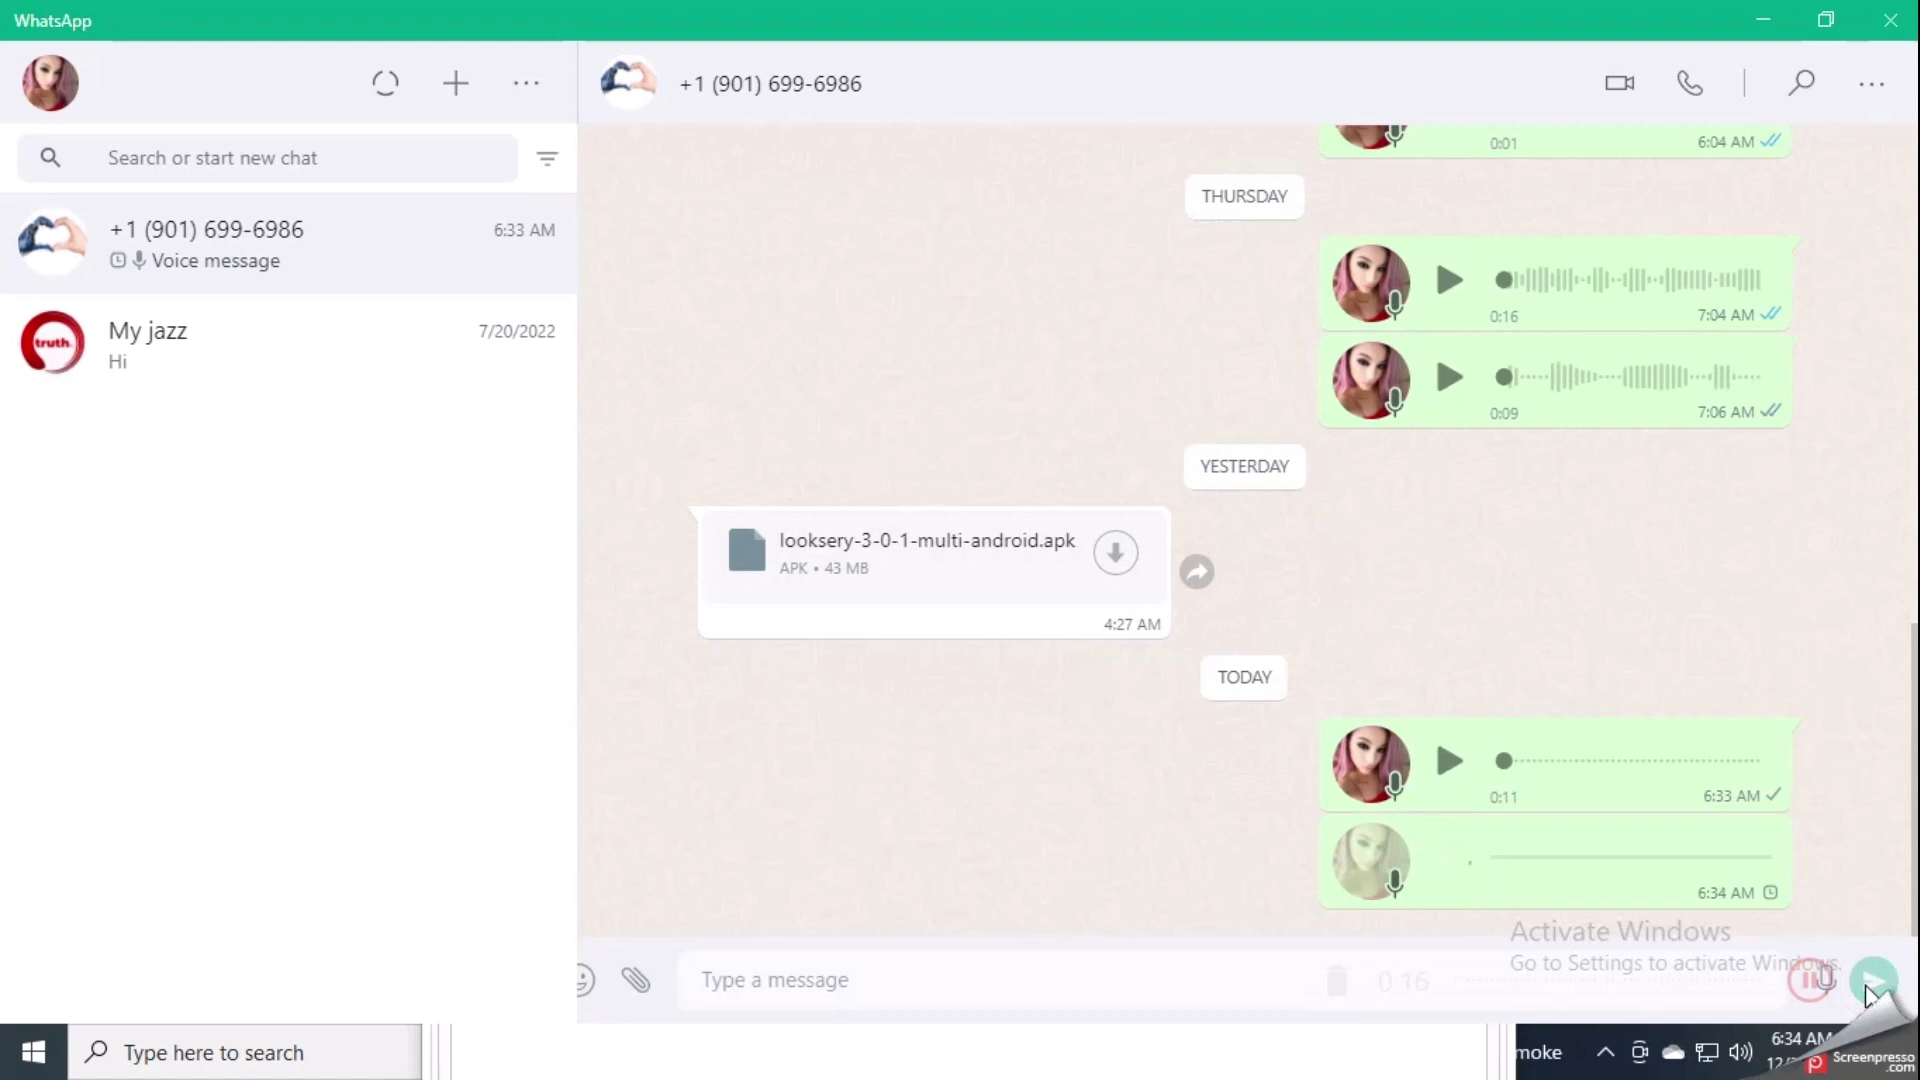 WhatsApp
+1 (901) 699-6986
Search or start new chat
+1 (901) 699-6986
6:33 AM
Voice message
truth
My jazz
7/20/2022
Hi
0:01
6:04 AM
THURSDAY
0:16
7:04 AM
0:09
7:06 AM
YESTERDAY
looksery-3-0-1-multi-android.apk
APK • 43 MB
4:27 AM
TODAY
0:11
6:33 AM
6:34 AM
Activate Windows
Go to Settings to activate Windows.
Type a message
0:16
Type here to search
moke
6:34 AM
Screenpresso
.com